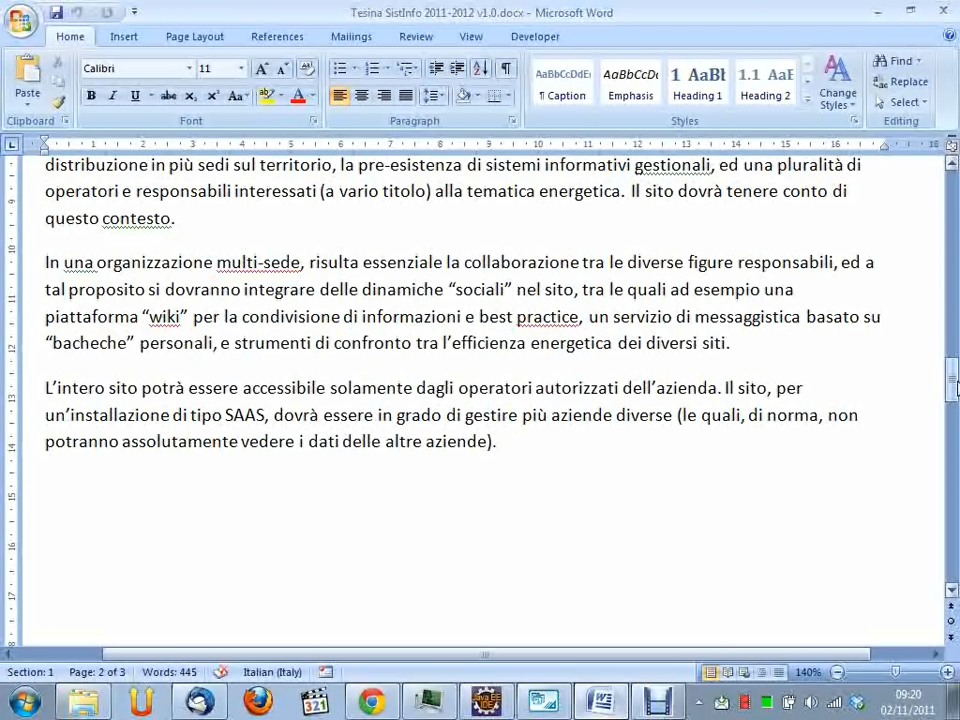 Tesina SistInfo 2011-2012 v1.0.docx - Microsoft Word
Home Insert Page Layout References Mailings Review View Developer
Paste
Calibri 11
B I U abc x₂ x² Aa
AaBbCcDdEe AaBbCcDc 1 AaBb 1.1 AaE
¶ Caption Emphasis Heading 1 Heading 2
Change Styles
Find
Replace
Select
Clipboard Font Paragraph Styles Editing
distribuzione in più sedi sul territorio, la pre-esistenza di sistemi informativi gestionali, ed una pluralità di
operatori e responsabili interessati (a vario titolo) alla tematica energetica. Il sito dovrà tenere conto di
questo contesto.
In una organizzazione multi-sede, risulta essenziale la collaborazione tra le diverse figure responsabili, ed a
tal proposito si dovranno integrare delle dinamiche “sociali” nel sito, tra le quali ad esempio una
piattaforma “wiki” per la condivisione di informazioni e best practice, un servizio di messaggistica basato su
“bacheche” personali, e strumenti di confronto tra l’efficienza energetica dei diversi siti.
L’intero sito potrà essere accessibile solamente dagli operatori autorizzati dell’azienda. Il sito, per
un’installazione di tipo SAAS, dovrà essere in grado di gestire più aziende diverse (le quali, di norma, non
potranno assolutamente vedere i dati delle altre aziende).
Section: 1 Page: 2 of 3 Words: 445 Italian (Italy) 140%
09:20
02/11/2011